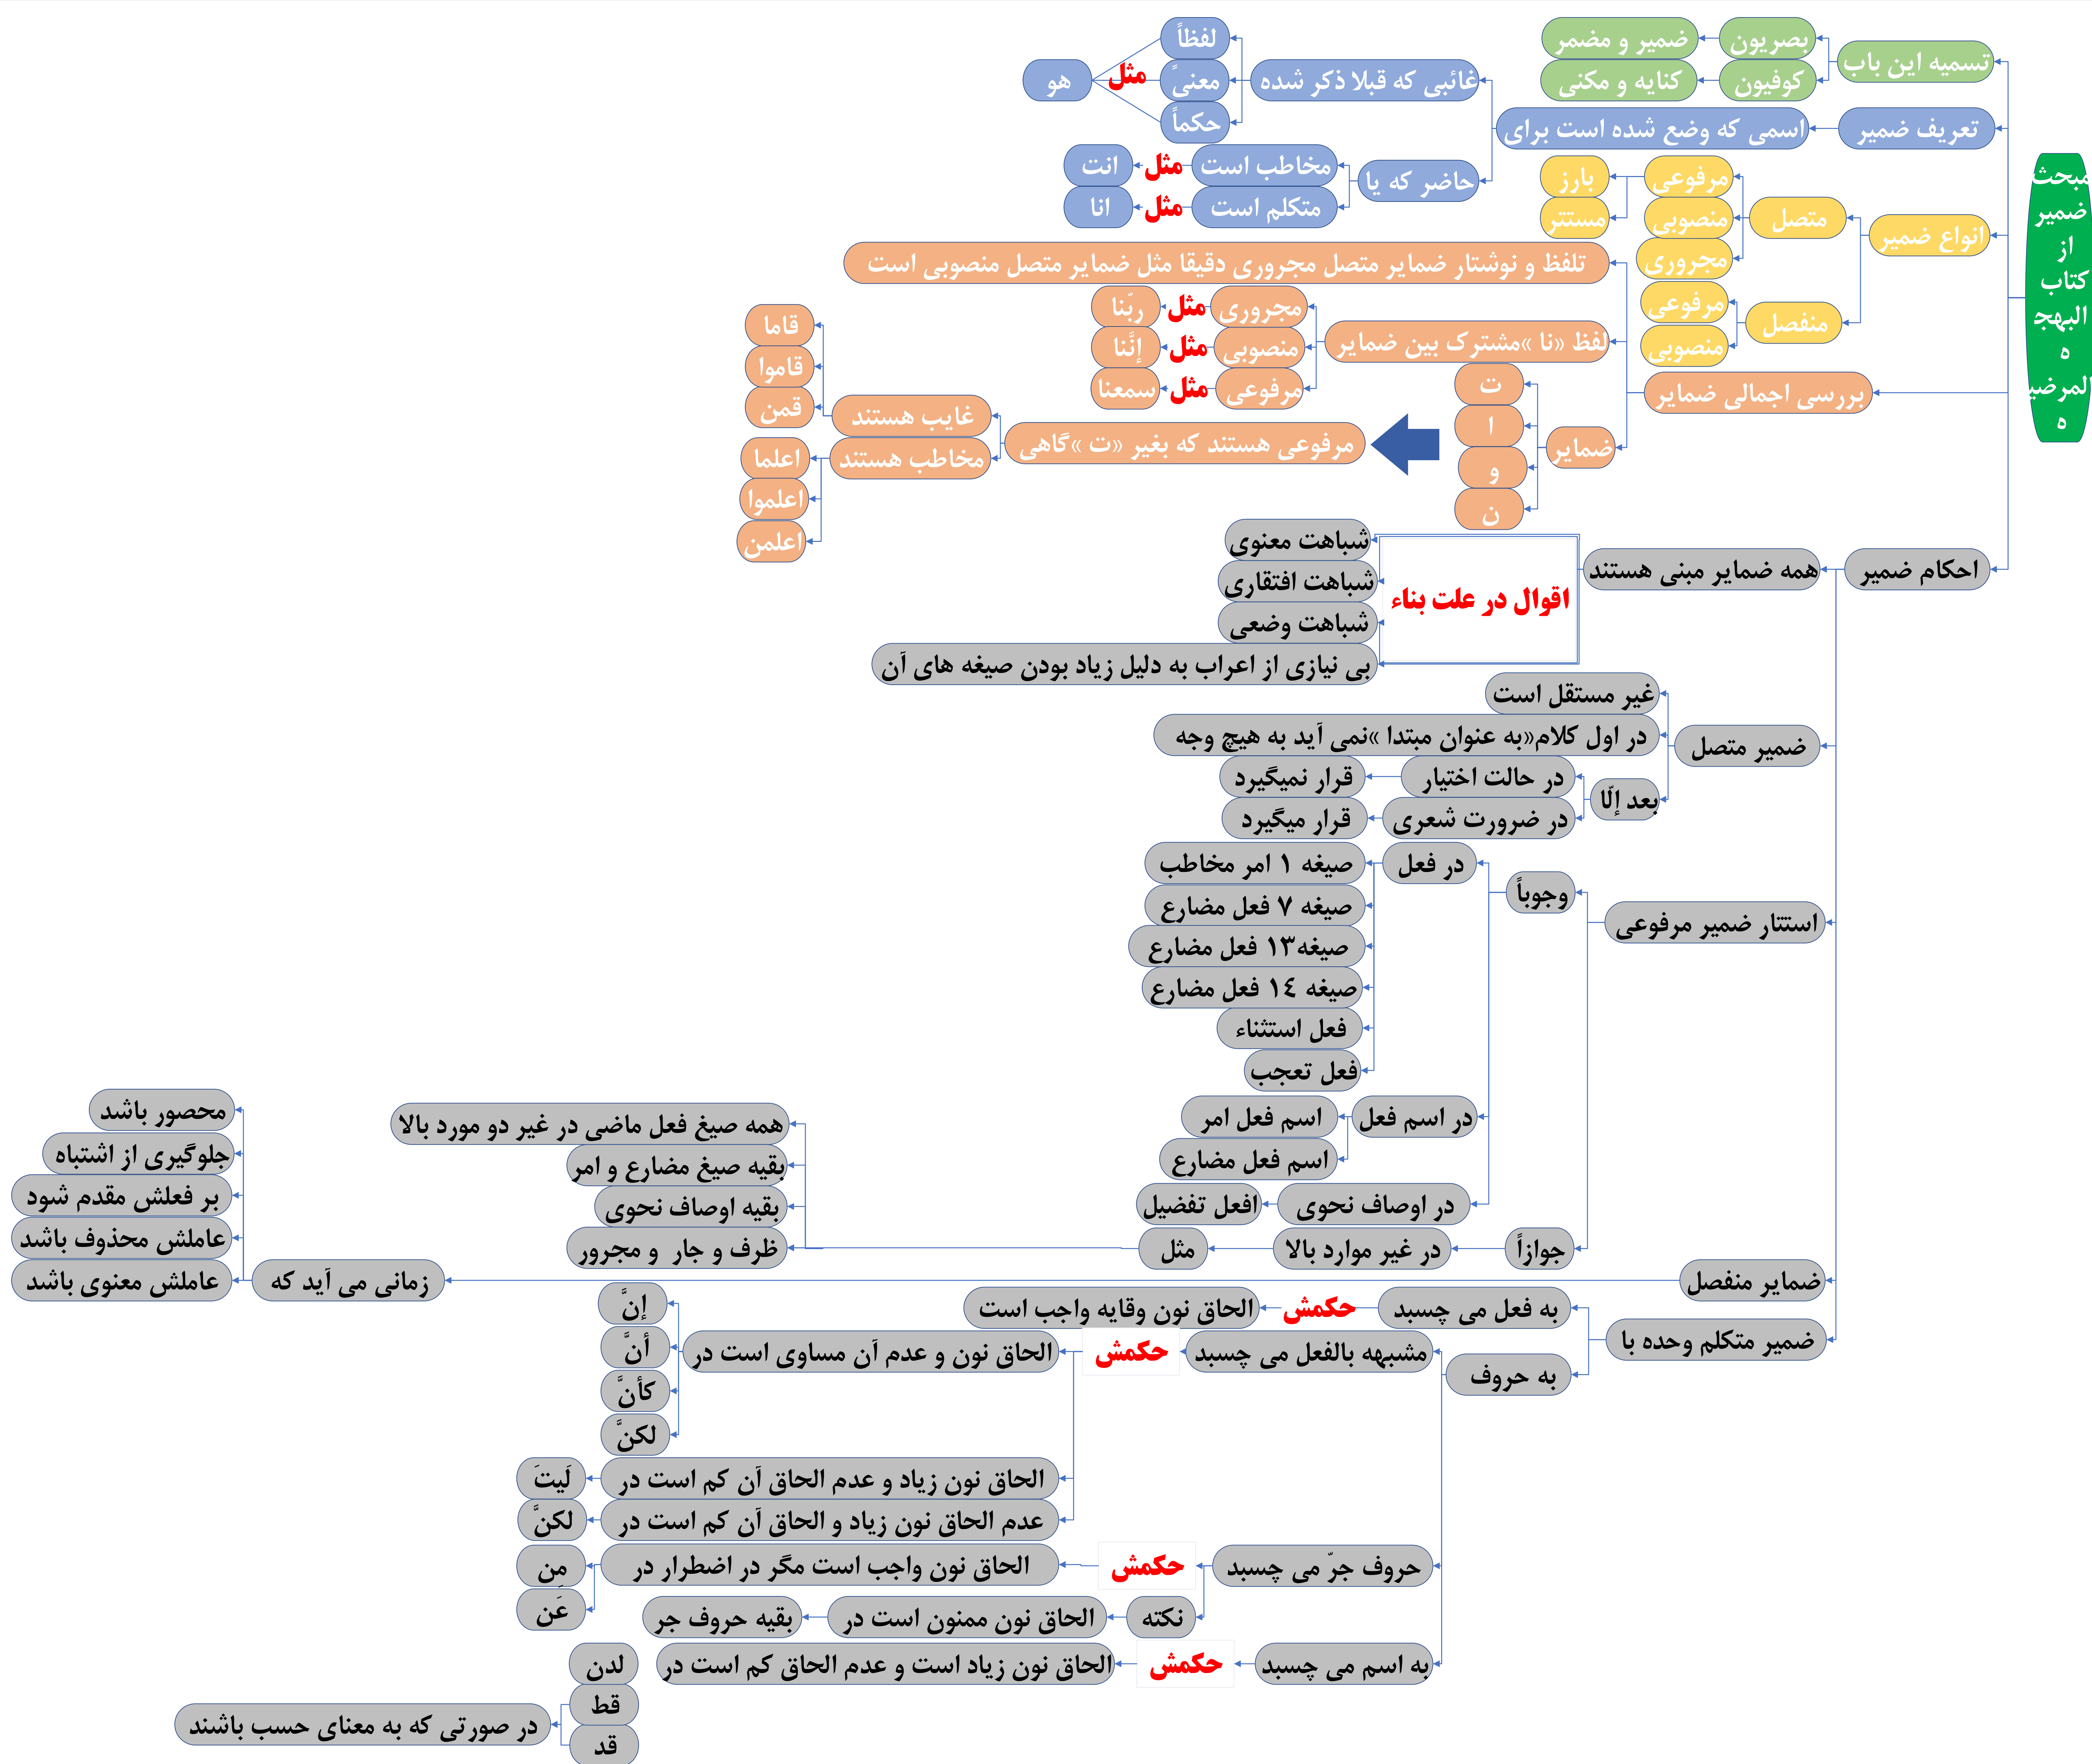 مبحث
ضمیر
از
کتاب
البهج
ه
المرضی
ه
تسمیه این باب
بصریون
ضمیر و مضمر
کوفیون
کنایه و مکنی
تعریف ضمیر
اسمی که وضع شده است برای
غائبی که قبلا ذکر شده
لفظاً
معنیً
حکماً
مثل
هو
حاضر که یا
مخاطب است
مثل
انت
متکلم است
مثل
انا
انواع ضمیر
متصل
مرفوعی
بارز
مستتر
منصوبی
مجروری
منفصل
مرفوعی
منصوبی
بررسی اجمالی ضمایر
تلفظ و نوشتار ضمایر متصل مجروری دقیقا مثل ضمایر متصل منصوبی است
لفظ «نا »مشترک بین ضمایر
مجروری
مثل
ربّنا
منصوبی
مثل
إنَّنا
مرفوعی
مثل
سمعنا
ضمایر
ت
ا
و
ن
مرفوعی هستند که بغیر «ت »گاهی
غایب هستند
قاما
قاموا
قمن
مخاطب هستند
اعلما
اعلموا
اعلمن
احکام ضمیر
همه ضمایر مبنی هستند
اقوال در علت بناء
شباهت معنوی
شباهت افتقاری
شباهت وضعی
بی نیازی از اعراب به دلیل زیاد بودن صیغه های آن
ضمیر متصل
غیر مستقل است
در اول کلام«به عنوان مبتدا »نمی آید به هیچ وجه
بعد إلّا
در حالت اختیار
قرار نمیگیرد
در ضرورت شعری
قرار میگیرد
استتار ضمیر مرفوعی
وجوباً
در فعل
صیغه ۱ امر مخاطب
صیغه ۷ فعل مضارع
صیغه۱۳ فعل مضارع
صیغه ١٤ فعل مضارع
فعل استثناء
فعل تعجب
در اسم فعل
اسم فعل امر
اسم فعل مضارع
در اوصاف نحوی
افعل تفضیل
جوازاً
در غیر موارد بالا
مثل
همه صیغ فعل ماضی در غیر دو مورد بالا
بقیه صیغ مضارع و امر
بقیه اوصاف نحوی
ظرف و جار و مجرور
ضمایر منفصل
زمانی می آید که
محصور باشد
جلوگیری از اشتباه
بر فعلش مقدم شود
عاملش محذوف باشد
عاملش معنوی باشد
ضمیر متکلم وحده با
به فعل می چسبد
حکمش
الحاق نون وقایه واجب است
به حروف
مشبهه بالفعل می چسبد
حکمش
الحاق نون و عدم آن مساوی است در
إنَّ
أنَّ
کأنَّ
لکنَّ
الحاق نون زیاد و عدم الحاق آن کم است در
لَیتَ
عدم الحاق نون زیاد و الحاق آن کم است در
لکنَّ
حروف جرّ می چسبد
حکمش
الحاق نون واجب است مگر در اضطرار در
مِن
عَن
نکته
الحاق نون ممنون است در
بقیه حروف جر
به اسم می چسبد
حکمش
الحاق نون زیاد است و عدم الحاق کم است در
لدن
قط
قد
در صورتی که به معنای حسب باشند